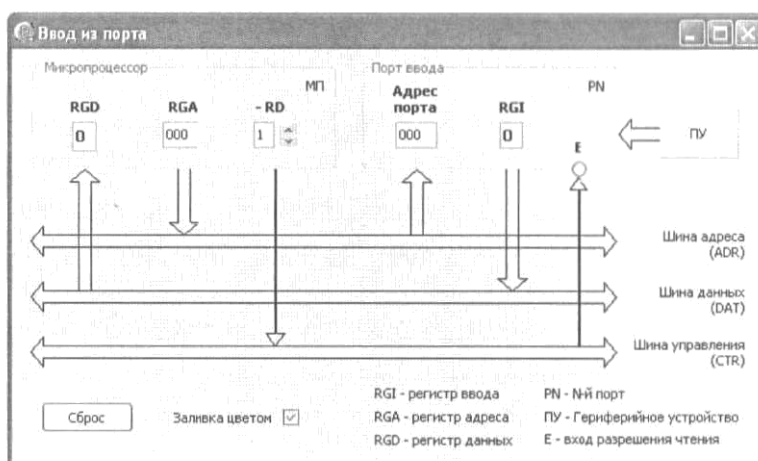 Ввод из порта
Микропроцессор
Порт ввода
МП
PN
RGD
RGA
- RD
Адрес
порта
RGI
0
000
1
000
0
ПУ
E
Шина адреса
(ADR)
Шина данных
(DAT)
Шина управления
(CTR)
RGI - регистр ввода
PN - N-й порт
Сброс
Заливка цветом
RGA - регистр адреса
ПУ - Гериферийное устройство
RGD - регистр данных
E - вход разрешения чтения